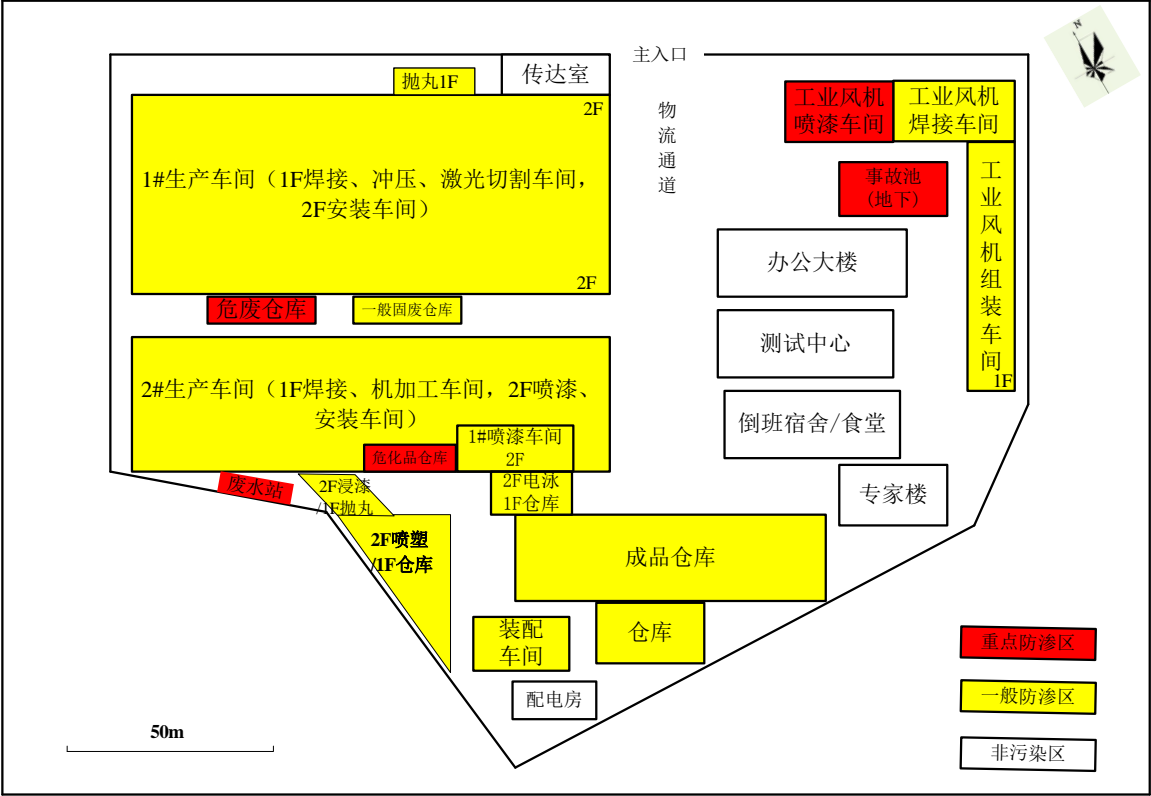 主入口
N
抛丸1F
传达室
2F
物
流
通
道
工业风机
喷漆车间
工业风机
焊接车间
1#生产车间（1F焊接、冲压、激光切割车间，
2F安装车间）
2F
事故池
(地下)
工
业
风
机
组
装
车
间
1F
办公大楼
危废仓库
一般固废仓库
测试中心
2#生产车间（1F焊接、机加工车间，2F喷漆、
安装车间）
倒班宿舍/食堂
1#喷漆车间
2F
危化品仓库
废水站
2F浸漆
/1F抛丸
2F电泳
1F仓库
专家楼
2F喷塑
/1F仓库
成品仓库
装配
车间
仓库
配电房
重点防渗区
一般防渗区
非污染区
50m